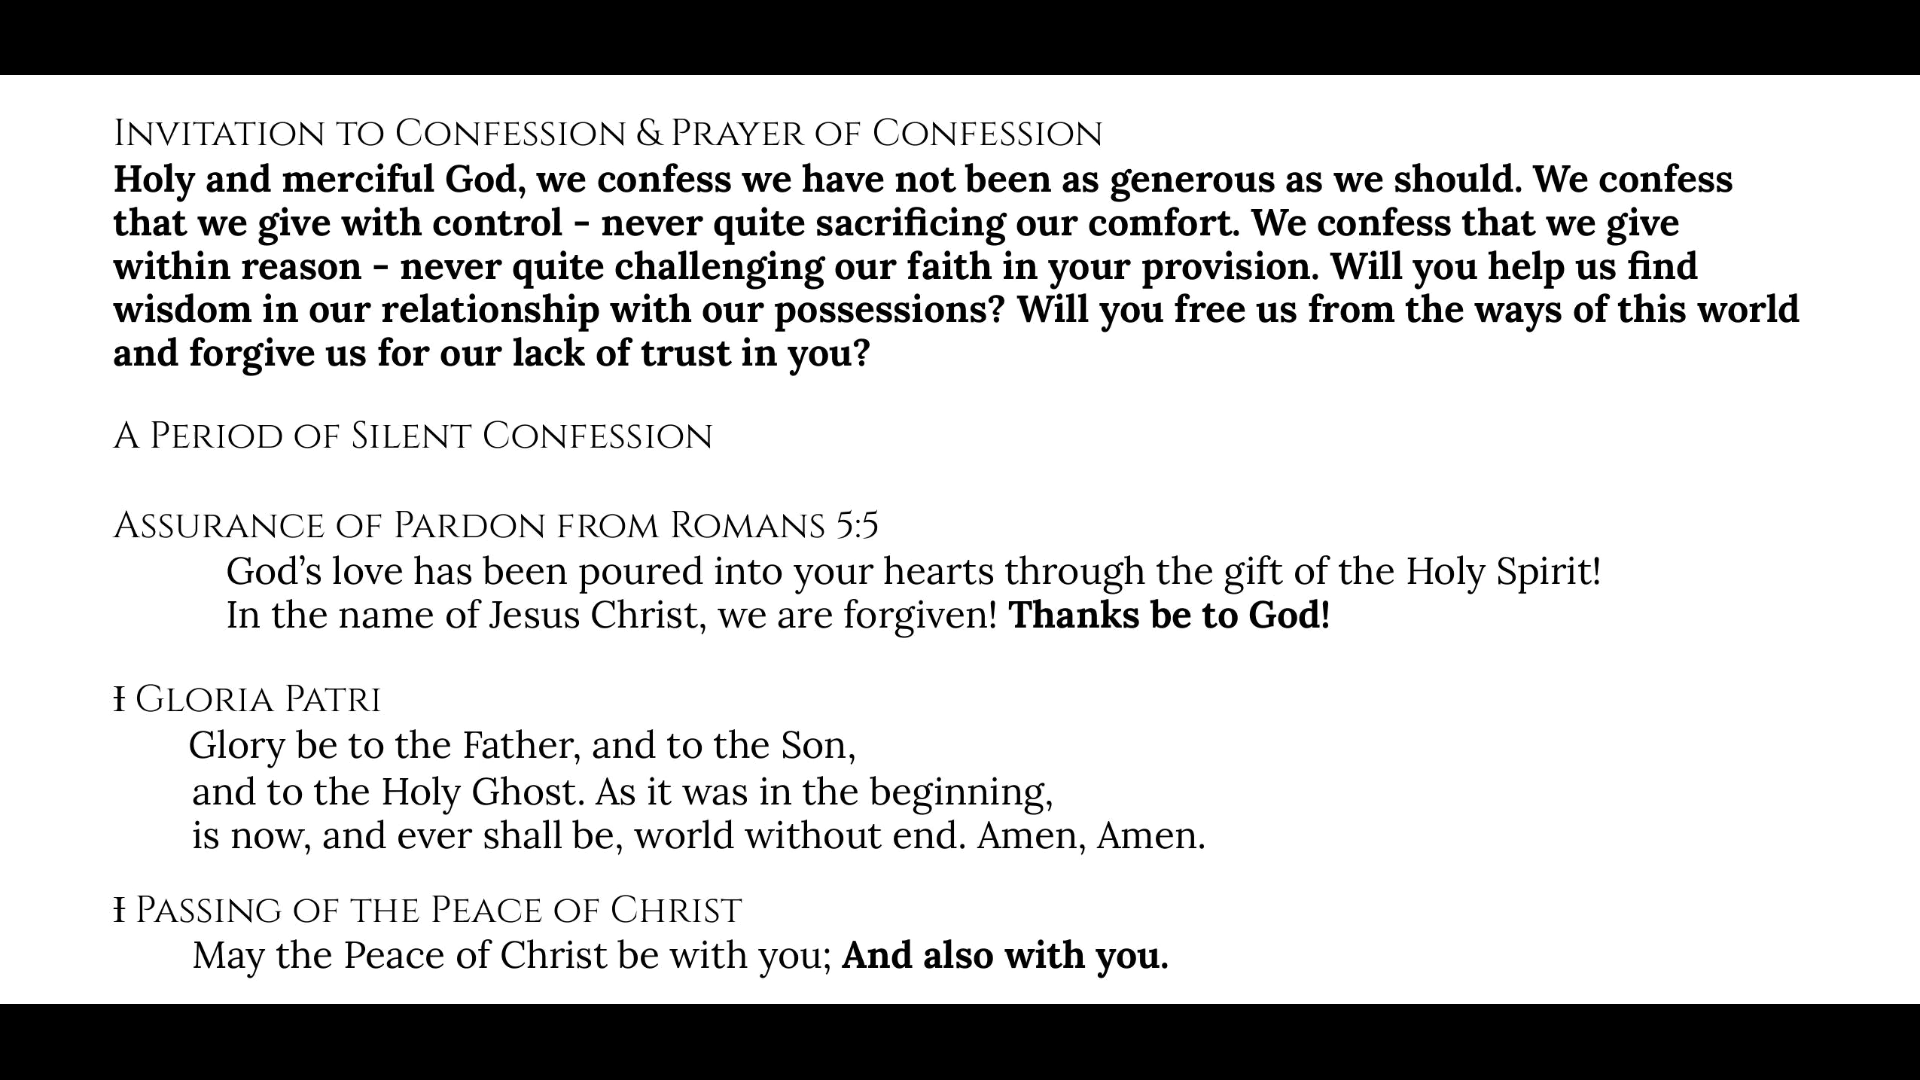 Invitation to Confession & Prayer of Confession
Holy and merciful God, we confess we have not been as generous as we should. We confess
that we give with control - never quite sacrificing our comfort. We confess that we give
within reason - never quite challenging our faith in your provision. Will you help us find
wisdom in our relationship with our possessions? Will you free us from the ways of this world
and forgive us for our lack of trust in you?
A Period of Silent Confession
Assurance of Pardon from Romans 5:5
God’s love has been poured into your hearts through the gift of the Holy Spirit!
In the name of Jesus Christ, we are forgiven! Thanks be to God!
Ɨ Gloria Patri
Glory be to the Father, and to the Son,
and to the Holy Ghost. As it was in the beginning,
is now, and ever shall be, world without end. Amen, Amen.
Ɨ Passing of the Peace of Christ
May the Peace of Christ be with you; And also with you.